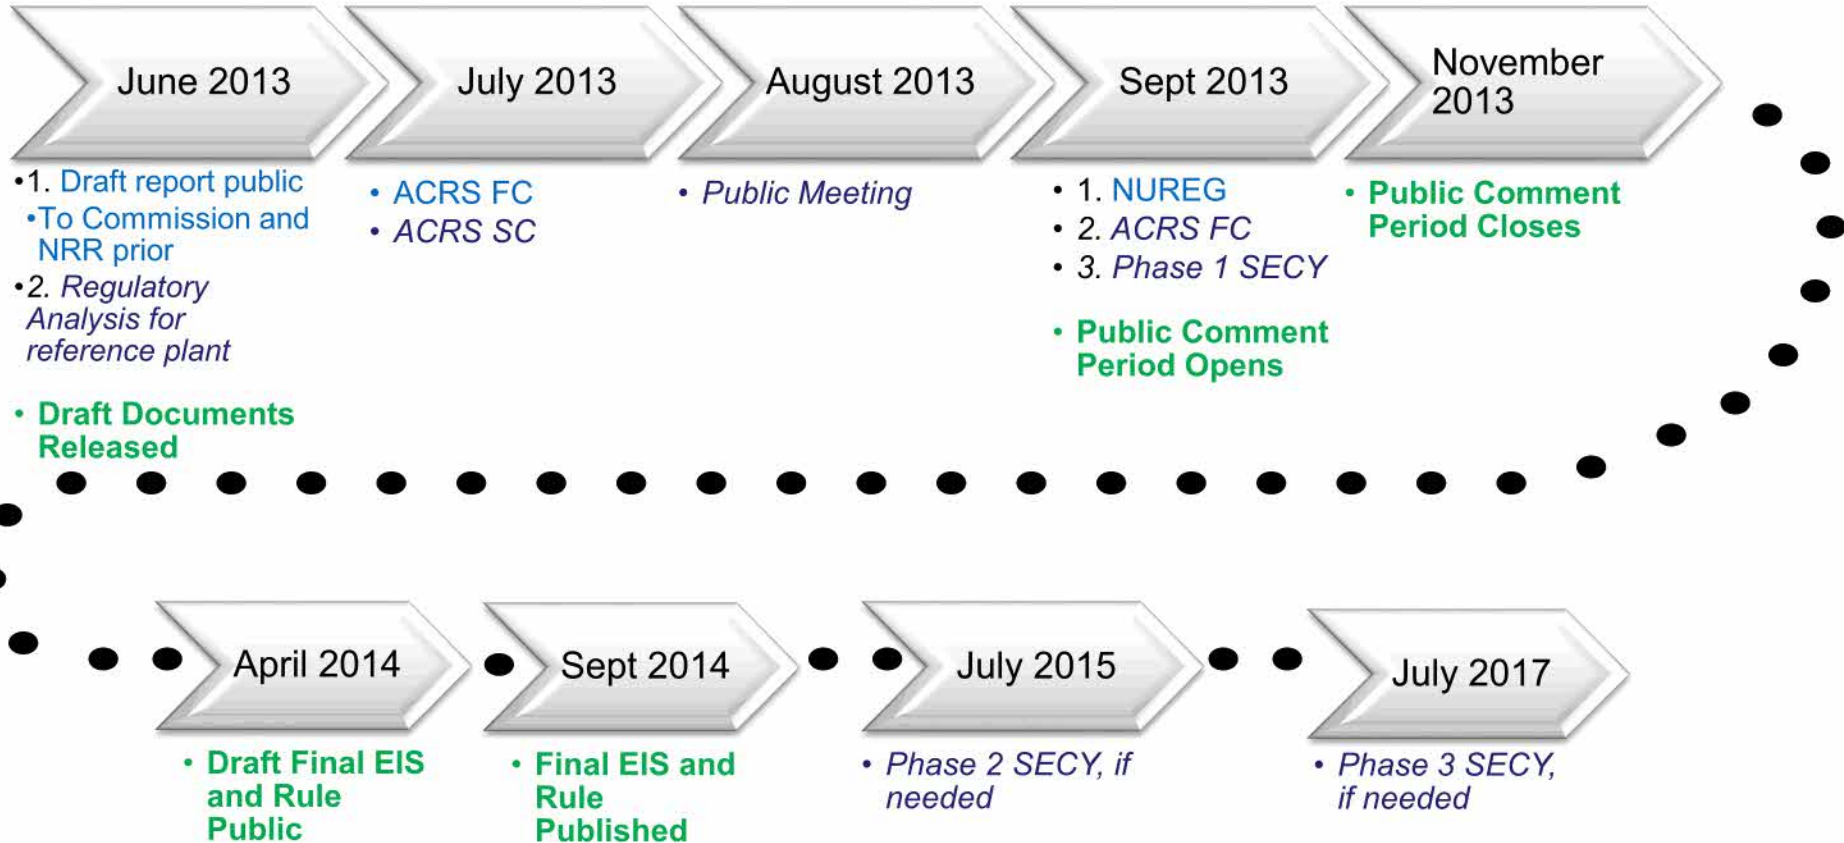 June 2013
•1. Draft report public
•To Commission and
NRR prior
•2. Regulatory
Analysis for
reference plant
• Draft Documents
Released
July 2013
• ACRS FC
• ACRS SC
August 2013
• Public Meeting
Sept 2013
• 1. NUREG
• 2. ACRS FC
• 3. Phase 1 SECY
• Public Comment
Period Opens
November
2013
• Public Comment
Period Closes
April 2014
• Draft Final EIS
and Rule
Public
Sept 2014
• Final EIS and
Rule
Published
July 2015
• Phase 2 SECY, if
needed
July 2017
• Phase 3 SECY,
if needed